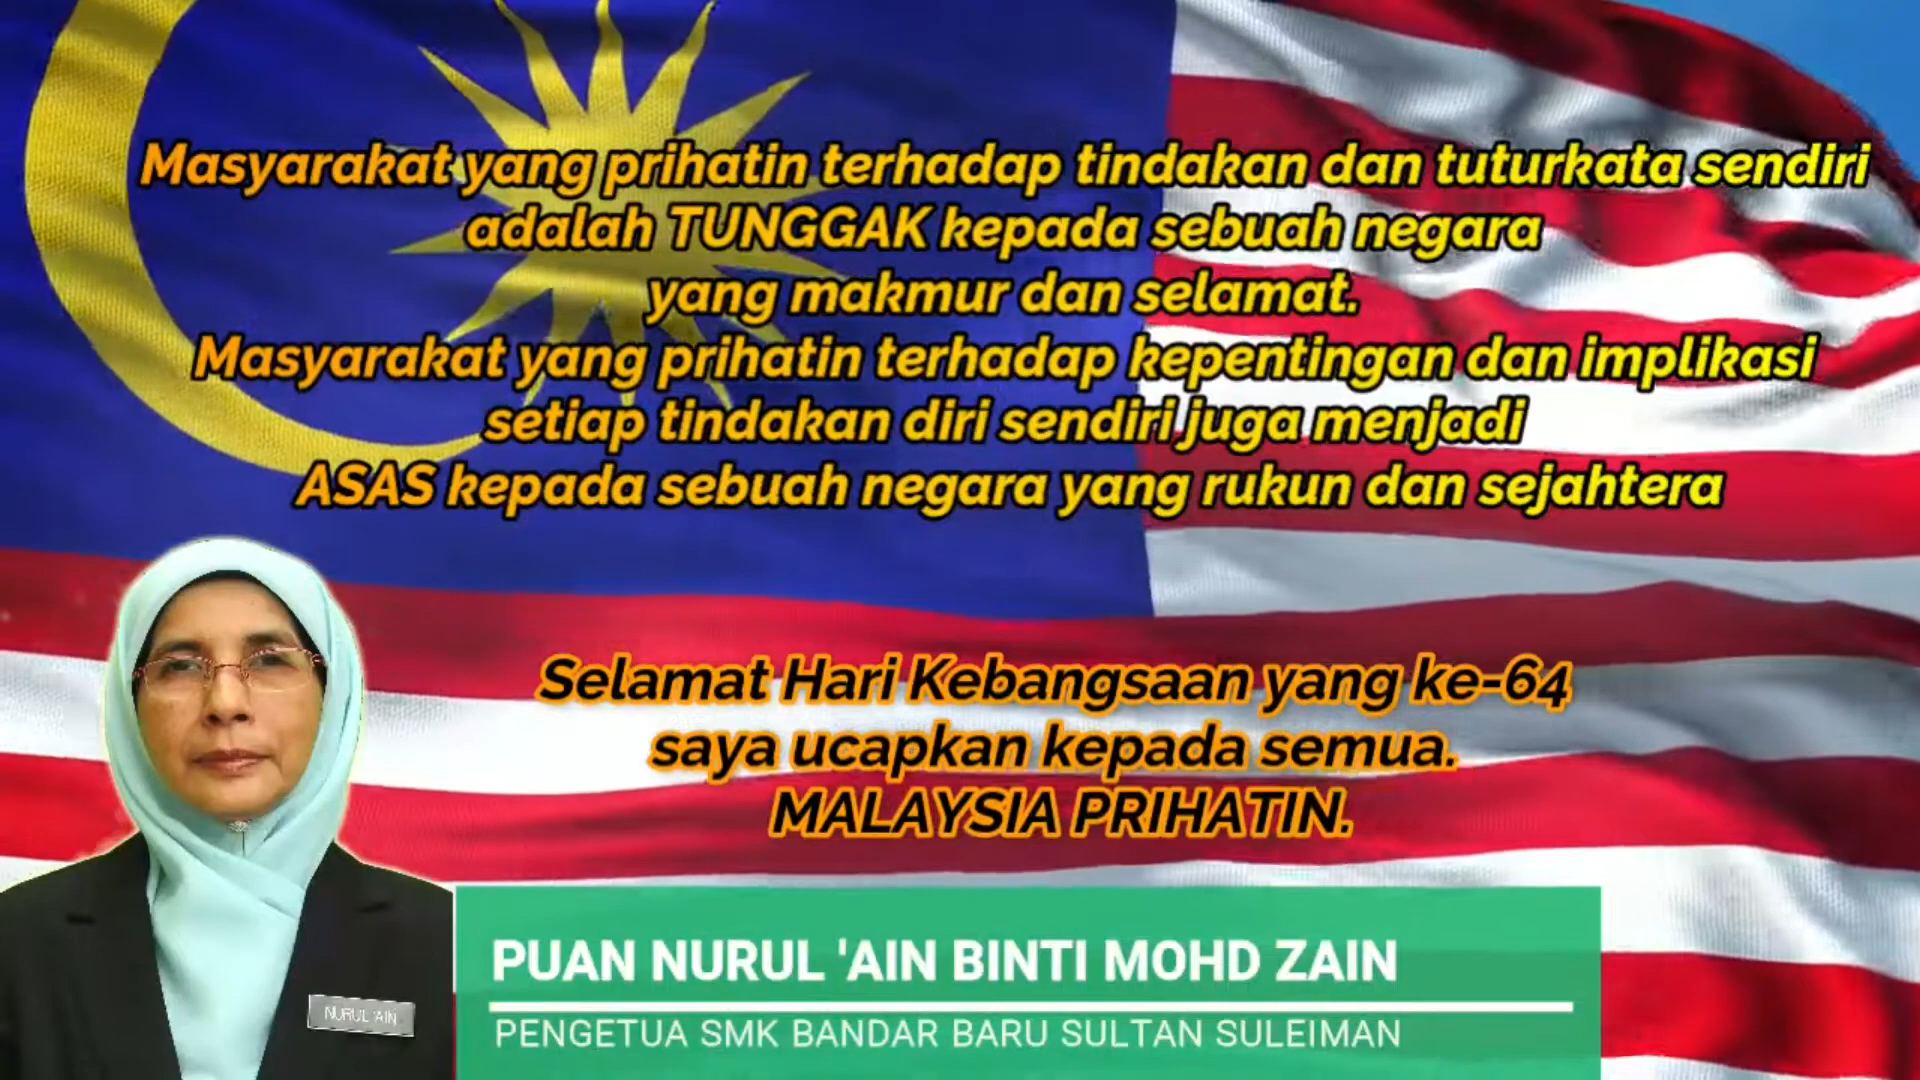 Masyarakat yang prihatin terhadap tindakan dan tuturkata sendiri
adalah TUNGGAK kepada sebuah negara
yang makmur dan selamat.
Masyarakat yang prihatin terhadap kepentingan dan implikasi
setiap tindakan diri sendiri juga menjadi
ASAS kepada sebuah negara yang rukun dan sejahtera
Selamat Hari Kebangsaan yang ke-64
saya ucapkan kepada semua.
MALAYSIA PRIHATIN.
PUAN NURUL 'AIN BINTI MOHD ZAIN
PENGETUA SMK BANDAR BARU SULTAN SULEIMAN
NURUL 'AIN